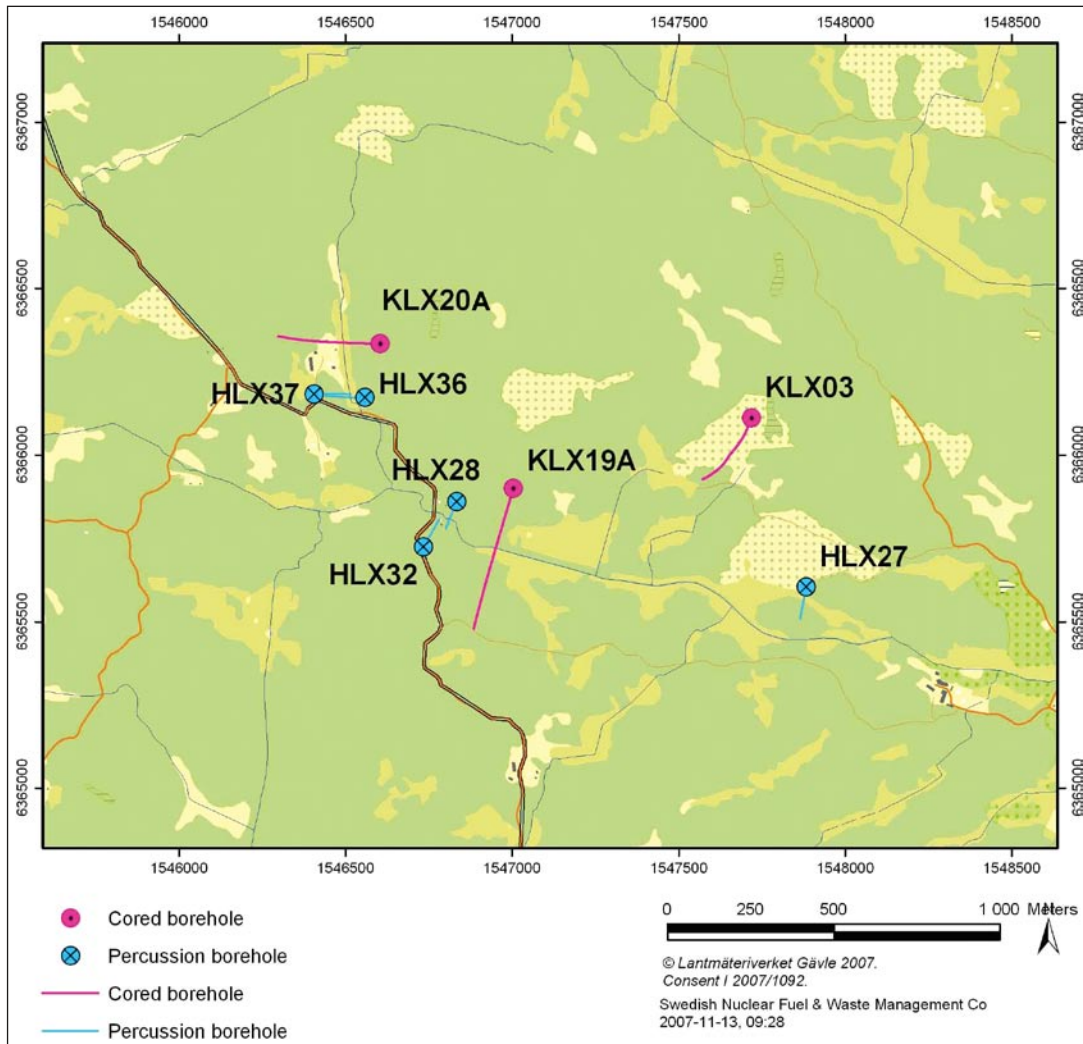 1546000 1546500 1547000 1547500 1548000 1548500
6367000 6367000
6366500 6366500
KLX20A
HLX37 HLX36 KLX03
6366000 6366000
HLX28 KLX19A
HLX32 HLX27
6365500 6365500
6365000 6365000
1546000 1546500 1547000 1547500 1548000 1548500
Cored borehole
Percussion borehole
Cored borehole
Percussion borehole
0 250 500 1 000 Meters
N
© Lantmäteriverket Gävle 2007.
Consent I 2007/1092.
Swedish Nuclear Fuel & Waste Management Co
2007-11-13, 09:28